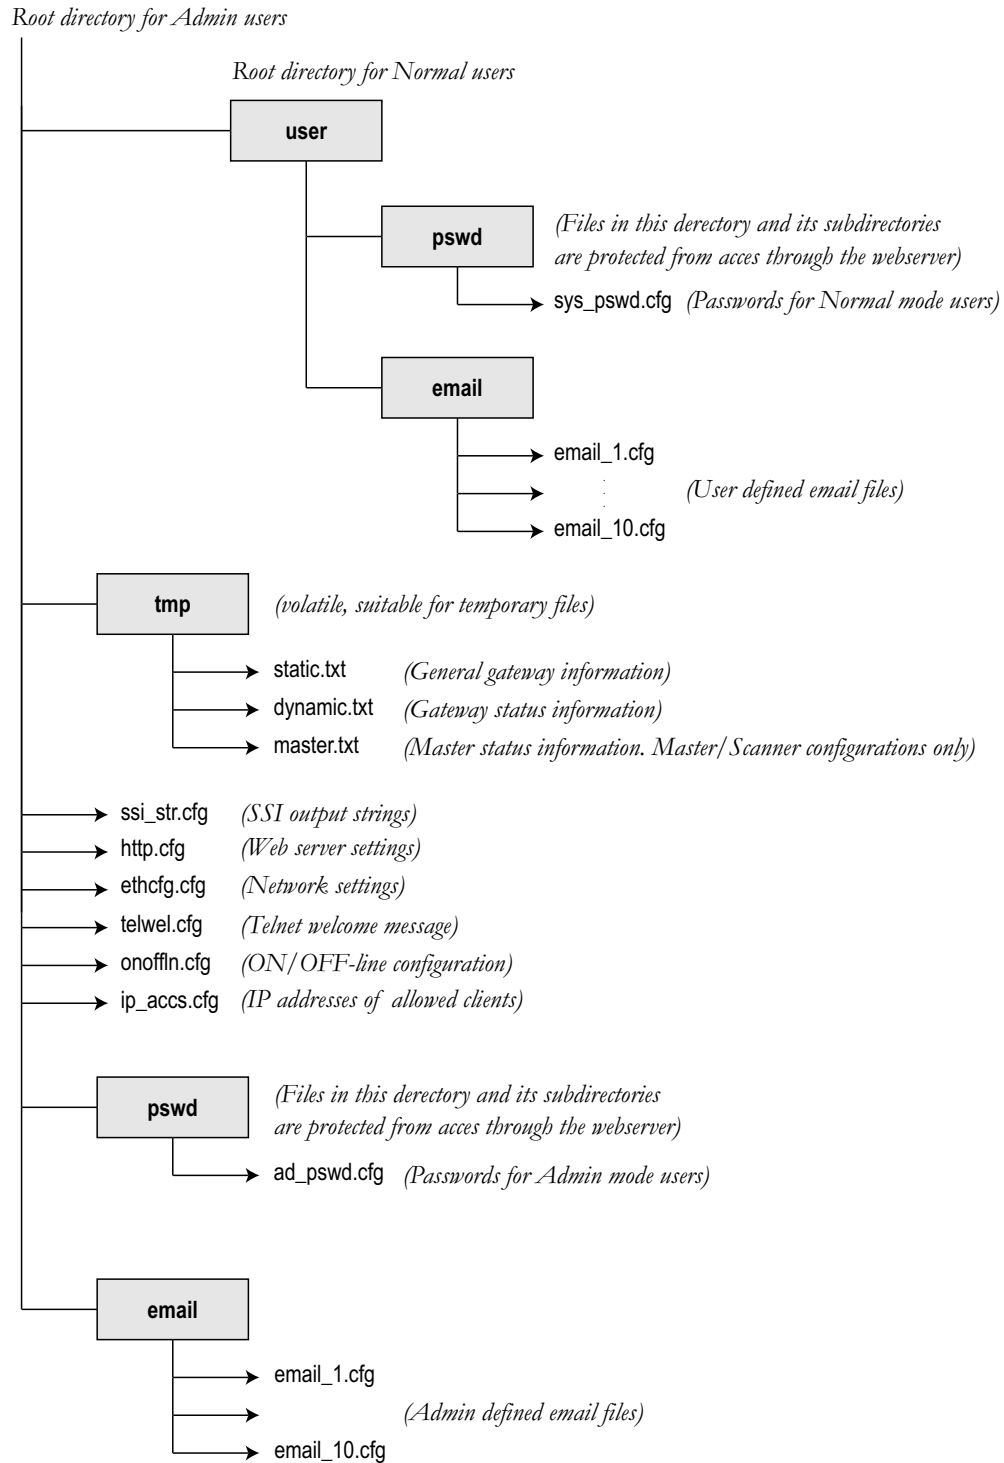 Root directory for Admin users
Root directory for Normal users
user
pswd
(Files in this derectory and its subdirectories
are protected from acces through the webserver)
sys_pswd.cfg (Passwords for Normal mode users)
email
email_1.cfg
(User defined email files)
email_10.cfg
tmp
(volatile, suitable for temporary files)
static.txt (General gateway information)
dynamic.txt (Gateway status information)
master.txt (Master status information. Master/Scanner configurations only)
ssi_str.cfg (SSI output strings)
http.cfg (Web server settings)
ethcfg.cfg (Network settings)
telwel.cfg (Telnet welcome message)
onoffln.cfg (ON/OFF-line configuration)
ip_accs.cfg (IP addresses of allowed clients)
pswd
(Files in this derectory and its subdirectories
are protected from acces through the webserver)
ad_pswd.cfg (Passwords for Admin mode users)
email
email_1.cfg
(Admin defined email files)
email_10.cfg